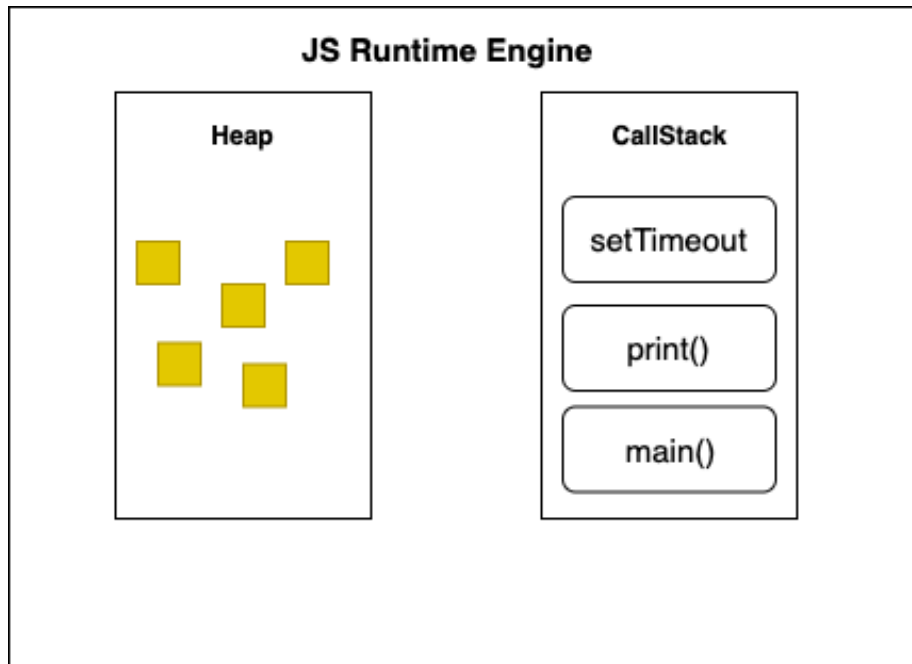 JS Runtime Engine
Heap
CallStack
setTimeout
print()
main()